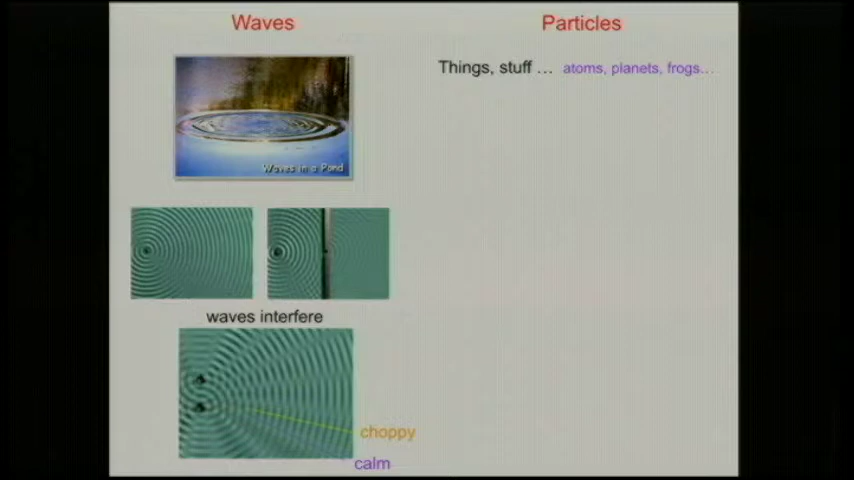 Waves
Particles
Things, stuff … atoms, planets, frogs…
Waves in a Pond
waves interfere
choppy
calm